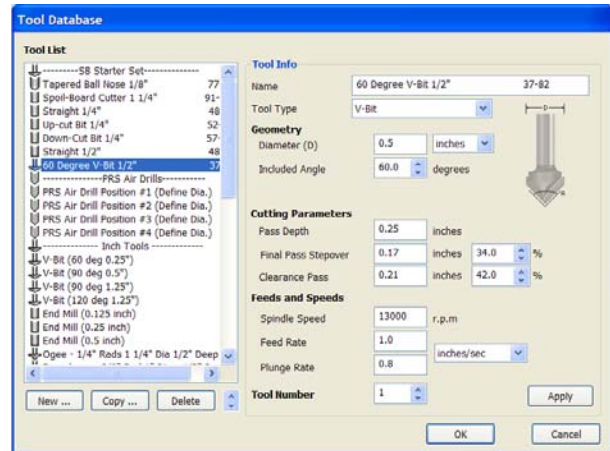 Tool Database
Tool List
---------SB Starter Set--------------
Tapered Ball Nose 1/8" 77
Spoil-Board Cutter 1 1/4" 91-
Straight 1/4" 48
Up-cut Bit 1/4" 52-
Down-Cut Bit 1/4" 57-
Straight 1/2" 48
60 Degree V-Bit 1/2" 37
---------------PRS Air Drills-----------
PRS Air Drill Position #1 (Define Dia.)
PRS Air Drill Position #2 (Define Dia.)
PRS Air Drill Position #3 (Define Dia.)
PRS Air Drill Position #4 (Define Dia.)
------------ Inch Tools ------------
V-Bit (60 deg 0.25")
V-Bit (90 deg 0.5")
V-Bit (90 deg 1.25")
V-Bit (120 deg 1.25")
End Mill (0.125 inch)
End Mill (0.25 inch)
End Mill (0.5 inch)
Ogee - 1/4" Rads 1 1/4" Dia 1/2" Deep
New ... Copy ... Delete
Tool Info
Name 60 Degree V-Bit 1/2" 37-82
Tool Type V-Bit
Geometry
Diameter (D) 0.5 inches
Included Angle 60.0 degrees
D
Cutting Parameters
Pass Depth 0.25 inches
Final Pass Stepover 0.17 inches 34.0 %
Clearance Pass 0.21 inches 42.0 %
Feeds and Speeds
Spindle Speed 13000 r.p.m
Feed Rate 1.0 inches/sec
Plunge Rate 0.8
Tool Number 1 Apply
OK Cancel